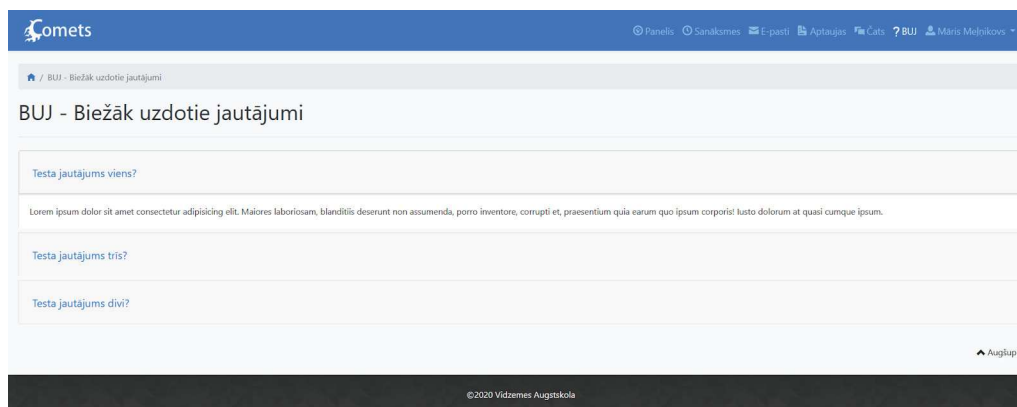 Comets
Panelis Sanāksmes E-pasti Aptaujas Čats ? BUJ Māris Meļņikovs
/ BUJ - Biežāk uzdotie jautājumi
BUJ - Biežāk uzdotie jautājumi
Testa jautājums viens?
Lorem ipsum dolor sit amet consectetur adipisicing elit. Maiores laboriosam, blanditiis deserunt non assumenda, porro inventore, corrupti et, praesentium quia earum quo ipsum corporis! Iusto dolorum at quasi cumque ipsum.
Testa jautājums trīs?
Testa jautājums divi?
Augšup
©2020 Vidzemes Augstskola